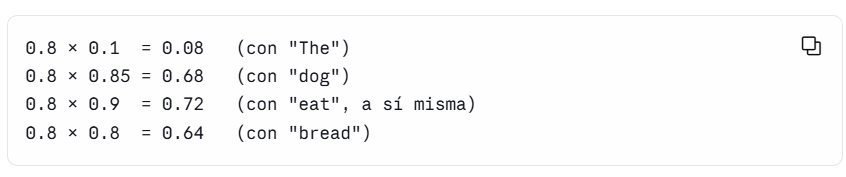 0.8 × 0.1  = 0.08   (con "The")
0.8 × 0.85 = 0.68   (con "dog")
0.8 × 0.9  = 0.72   (con "eat", a sí misma)
0.8 × 0.8  = 0.64   (con "bread")